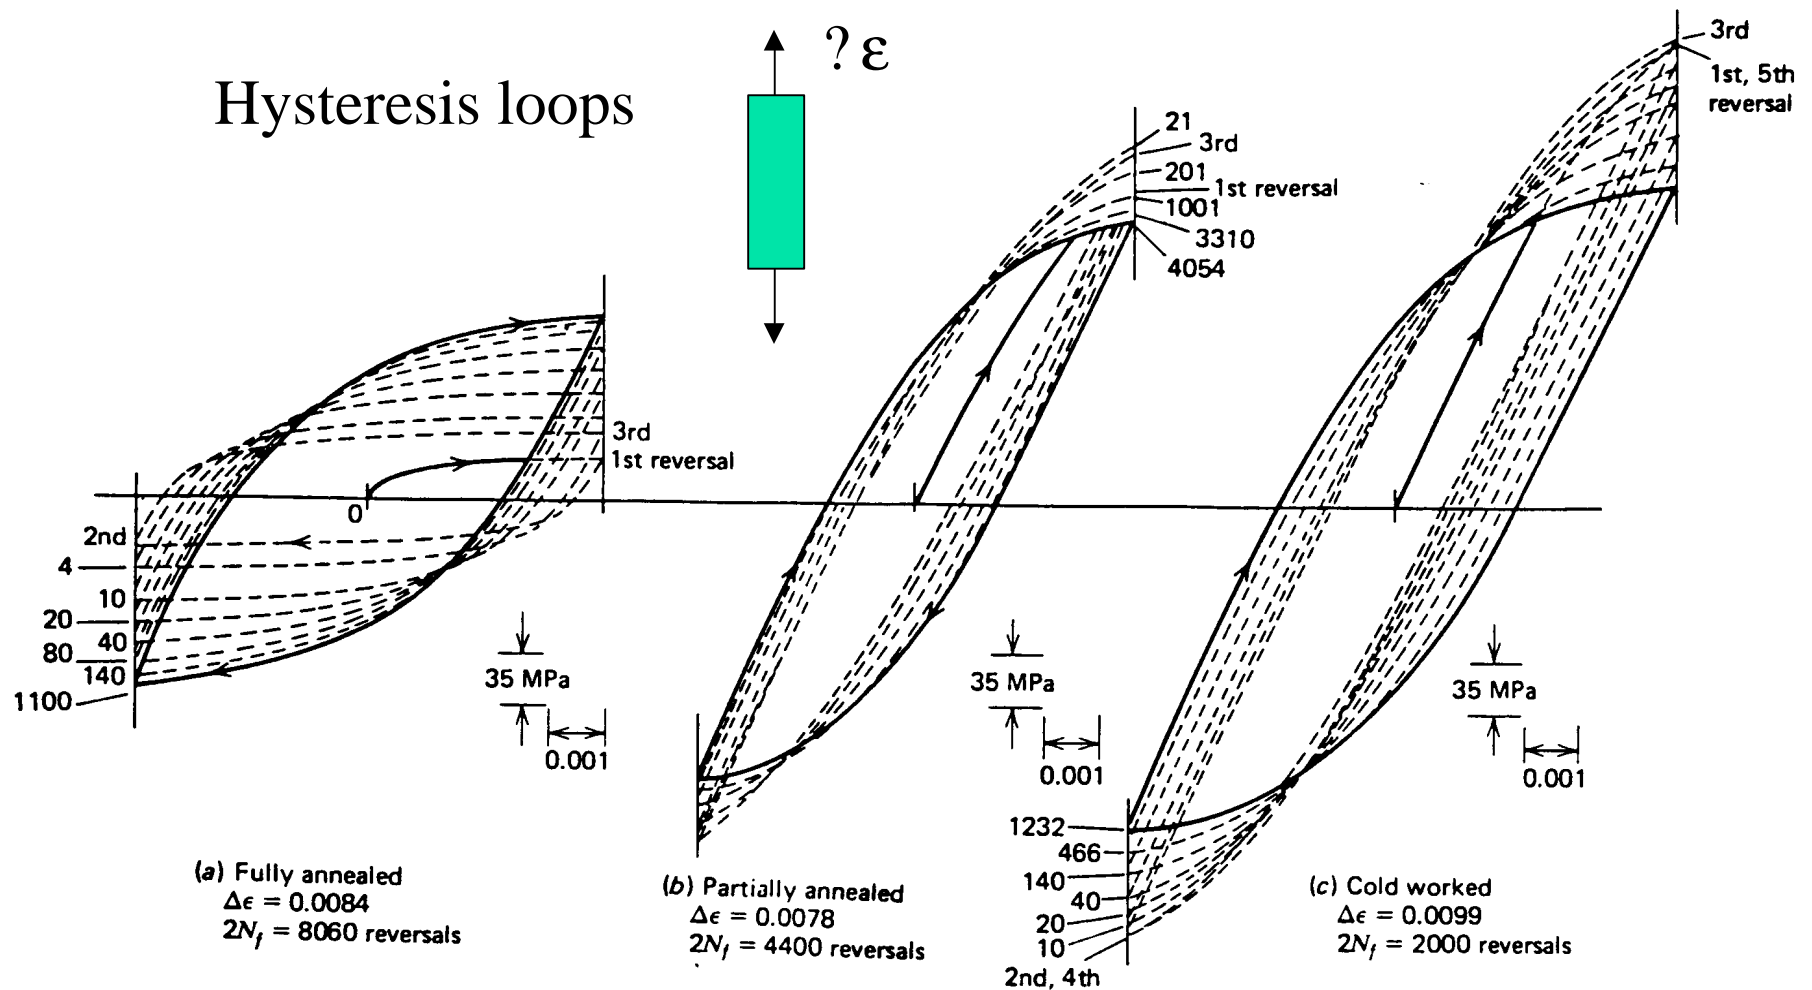 Hysteresis loops
? ε
3rd
1st, 5th
reversal
21
3rd
201
1st reversal
1001
3310
4054
3rd
1st reversal
0
2nd
4
10
20
40
80
140
1100
35 MPa
0.001
35 MPa
0.001
35 MPa
0.001
1232
466
140
40
20
10
2nd, 4th
(a) Fully annealed
Δϵ = 0.0084
2N_f = 8060 reversals
(b) Partially annealed
Δϵ = 0.0078
2N_f = 4400 reversals
(c) Cold worked
Δϵ = 0.0099
2N_f = 2000 reversals